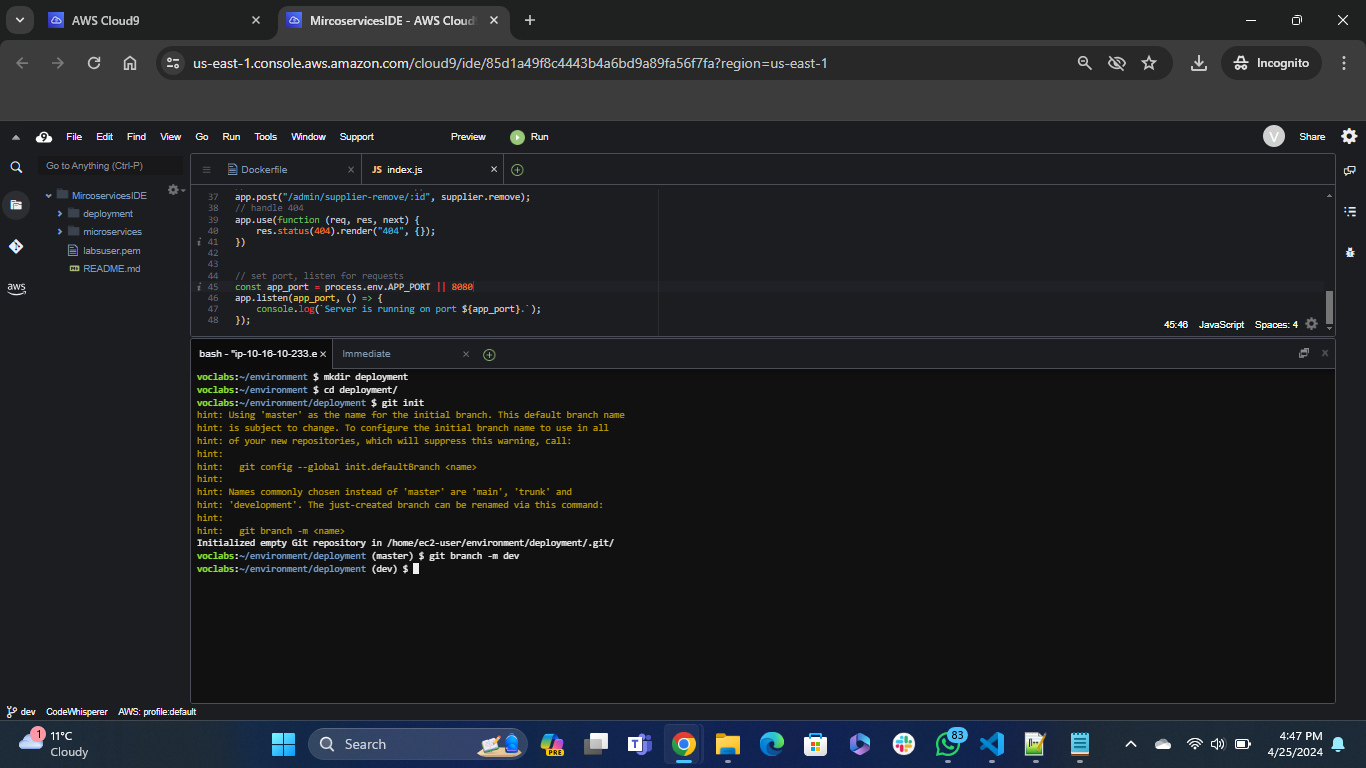 AWS Cloud9
MircoservicesIDE - AWS Cloud
us-east-1.console.aws.amazon.com/cloud9/ide/85d1a49f8c4443b4a6bd9a89fa56f7fa?region=us-east-1
Incognito
File Edit Find View Go Run Tools Window Support Preview Run
V Share
Go to Anything (Ctrl-P)
Dockerfile
JS index.js
MircoservicesIDE
deployment
microservices
labsuser.pem
README.md
aws
37 app.post("/admin/supplier-remove/:id", supplier.remove);
38 // handle 404
39 app.use(function (req, res, next) {
40 res.status(404).render("404", {});
41 })
42
43
44 // set port, listen for requests
45 const app_port = process.env.APP_PORT || 8080
46 app.listen(app_port, () => {
47 console.log(`Server is running on port ${app_port}.`);
48 });
45:46 JavaScript Spaces: 4
bash - "ip-10-16-10-233.e
Immediate
voclabs:~/environment $ mkdir deployment
voclabs:~/environment $ cd deployment/
voclabs:~/environment/deployment $ git init
hint: Using 'master' as the name for the initial branch. This default branch name
hint: is subject to change. To configure the initial branch name to use in all
hint: of your new repositories, which will suppress this warning, call:
hint:
hint: git config --global init.defaultBranch <name>
hint:
hint: Names commonly chosen instead of 'master' are 'main', 'trunk' and
hint: 'development'. The just-created branch can be renamed via this command:
hint:
hint: git branch -m <name>
Initialized empty Git repository in /home/ec2-user/environment/deployment/.git/
voclabs:~/environment/deployment (master) $ git branch -m dev
voclabs:~/environment/deployment (dev) $
dev CodeWhisperer AWS: profile:default
1
11°C
Cloudy
Search
PRE
83
4:47 PM
4/25/2024